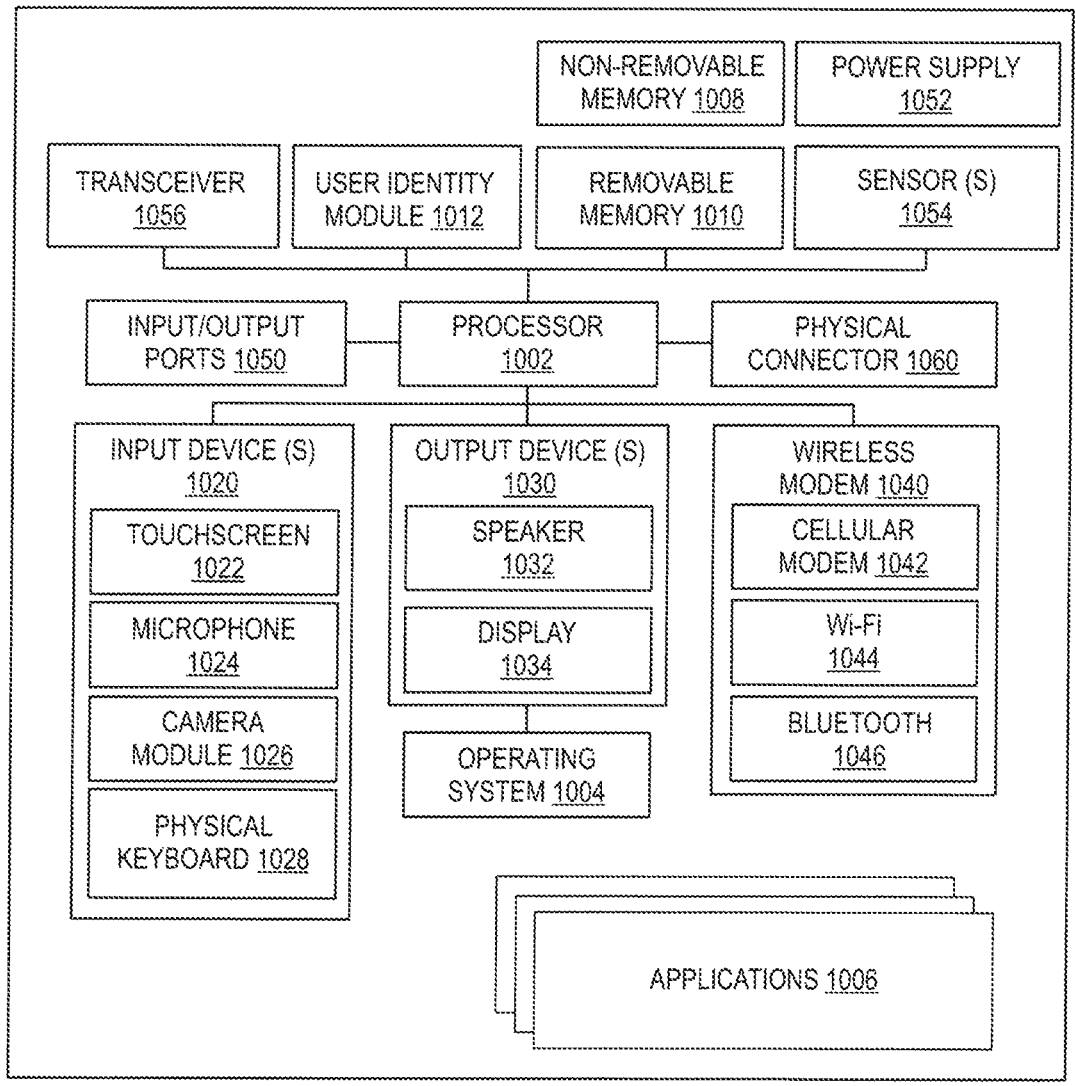 NON-REMOVABLE
MEMORY 1008
POWER SUPPLY
1052
TRANSCEIVER
1056
USER IDENTITY
MODULE 1012
REMOVABLE
MEMORY 1010
SENSOR (S)
1054
INPUT/OUTPUT
PORTS 1050
PROCESSOR
1002
PHYSICAL
CONNECTOR 1060
INPUT DEVICE (S)
1020
TOUCHSCREEN
1022
MICROPHONE
1024
CAMERA
MODULE 1026
PHYSICAL
KEYBOARD 1028
OUTPUT DEVICE (S)
1030
SPEAKER
1032
DISPLAY
1034
OPERATING
SYSTEM 1004
WIRELESS
MODEM 1040
CELLULAR
MODEM 1042
Wi-Fi
1044
BLUETOOTH
1046
APPLICATIONS 1006